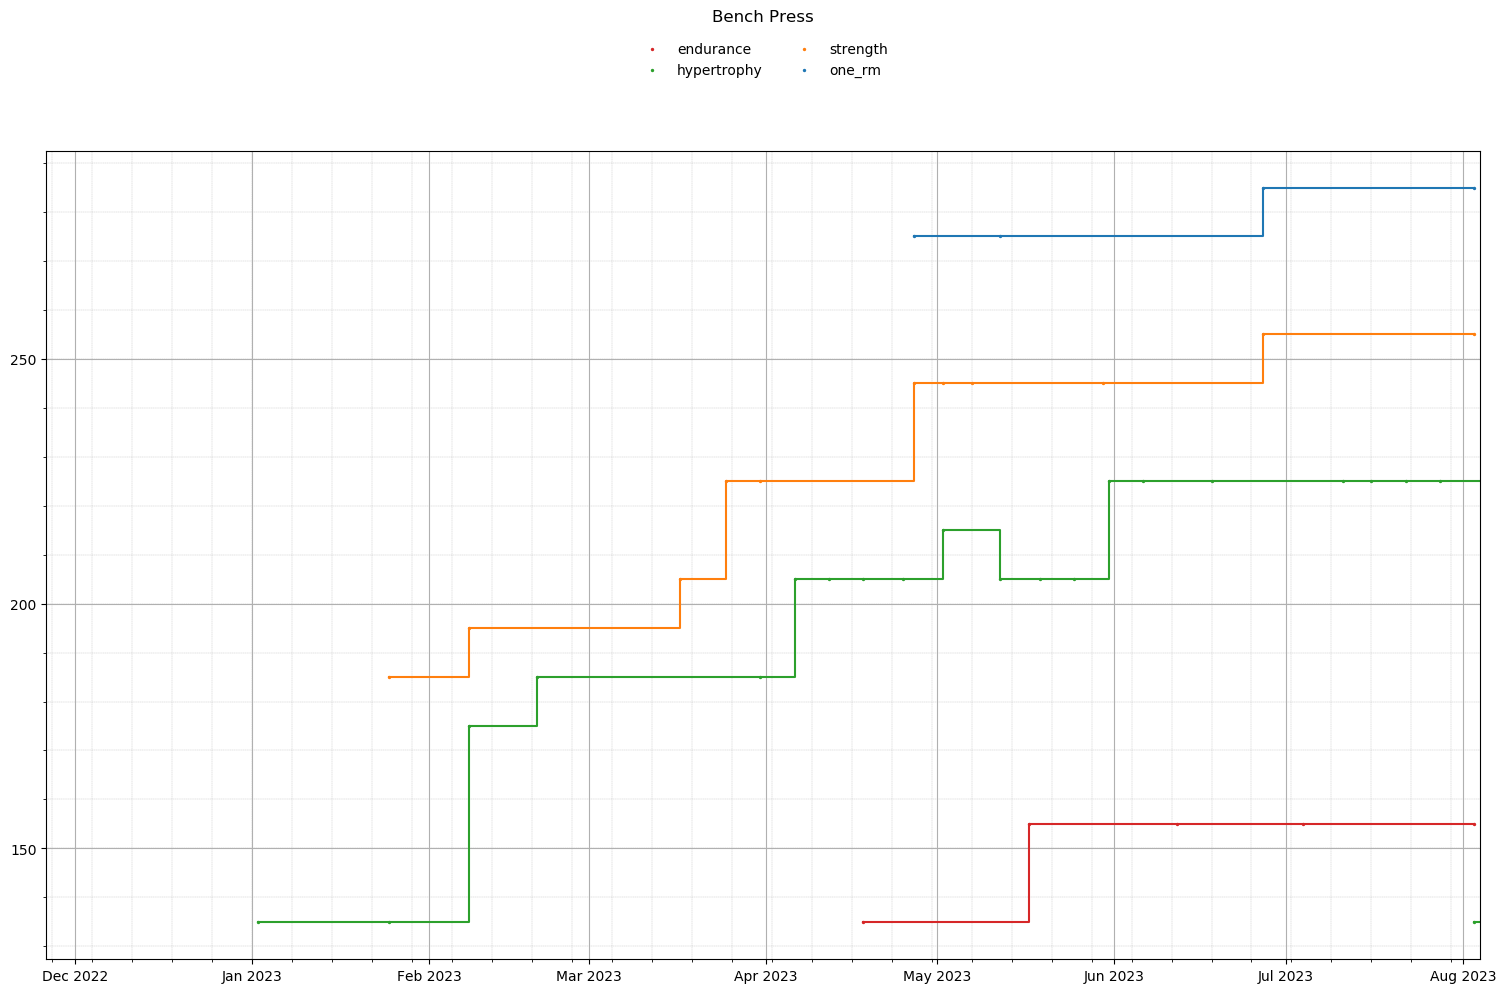 Bench Press
endurance
strength
hypertrophy
one_rm
250
200
150
Dec 2022
Jan 2023
Feb 2023
Mar 2023
Apr 2023
May 2023
Jun 2023
Jul 2023
Aug 2023